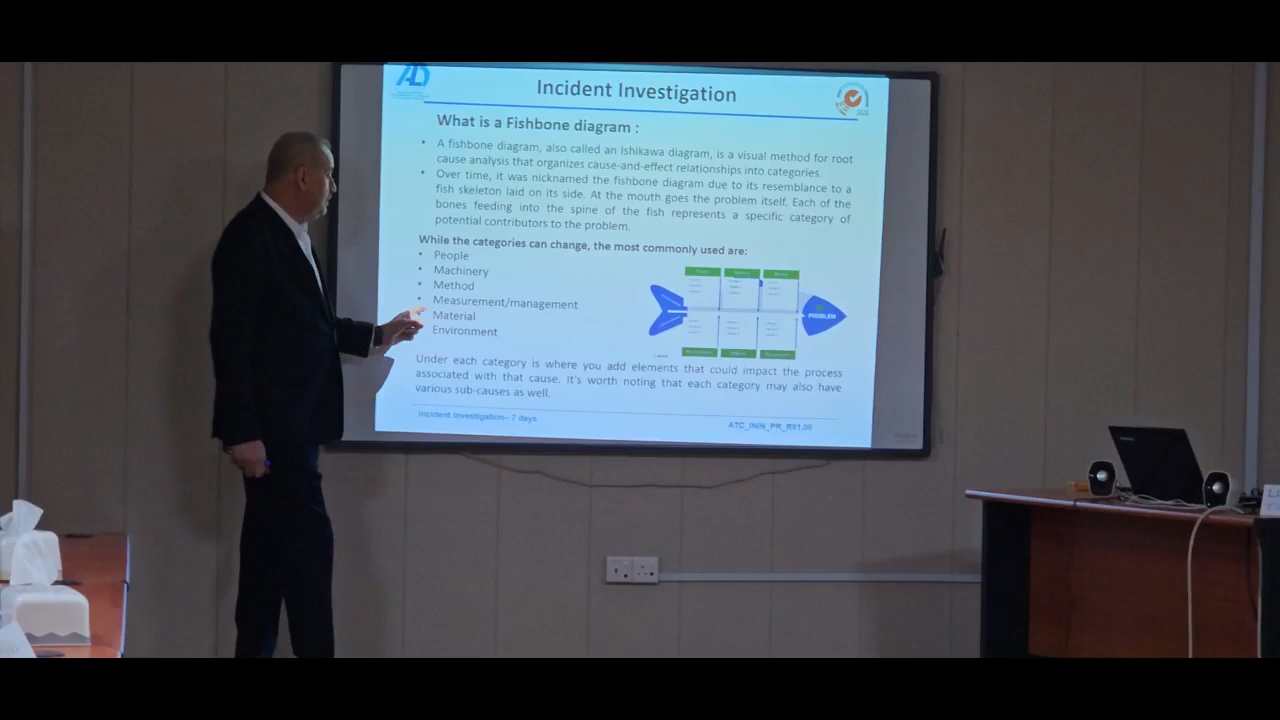 Incident Investigation
What is a Fishbone diagram :
• A fishbone diagram, also called an Ishikawa diagram, is a visual method for root
cause analysis that organizes cause-and-effect relationships into categories.
• Over time, it was nicknamed the fishbone diagram due to its resemblance to a
fish skeleton laid on its side. At the mouth goes the problem itself. Each of the
bones feeding into the spine of the fish represents a specific category of
potential contributors to the problem.
While the categories can change, the most commonly used are:
• People
• Machinery
• Method
• Measurement/management
• Material
• Environment
PROBLEM
Under each category is where you add elements that could impact the process
associated with that cause. It's worth noting that each category may also have
various sub-causes as well.
Incident Investigation– 7 days
ATC_ININ_PR_R91.00